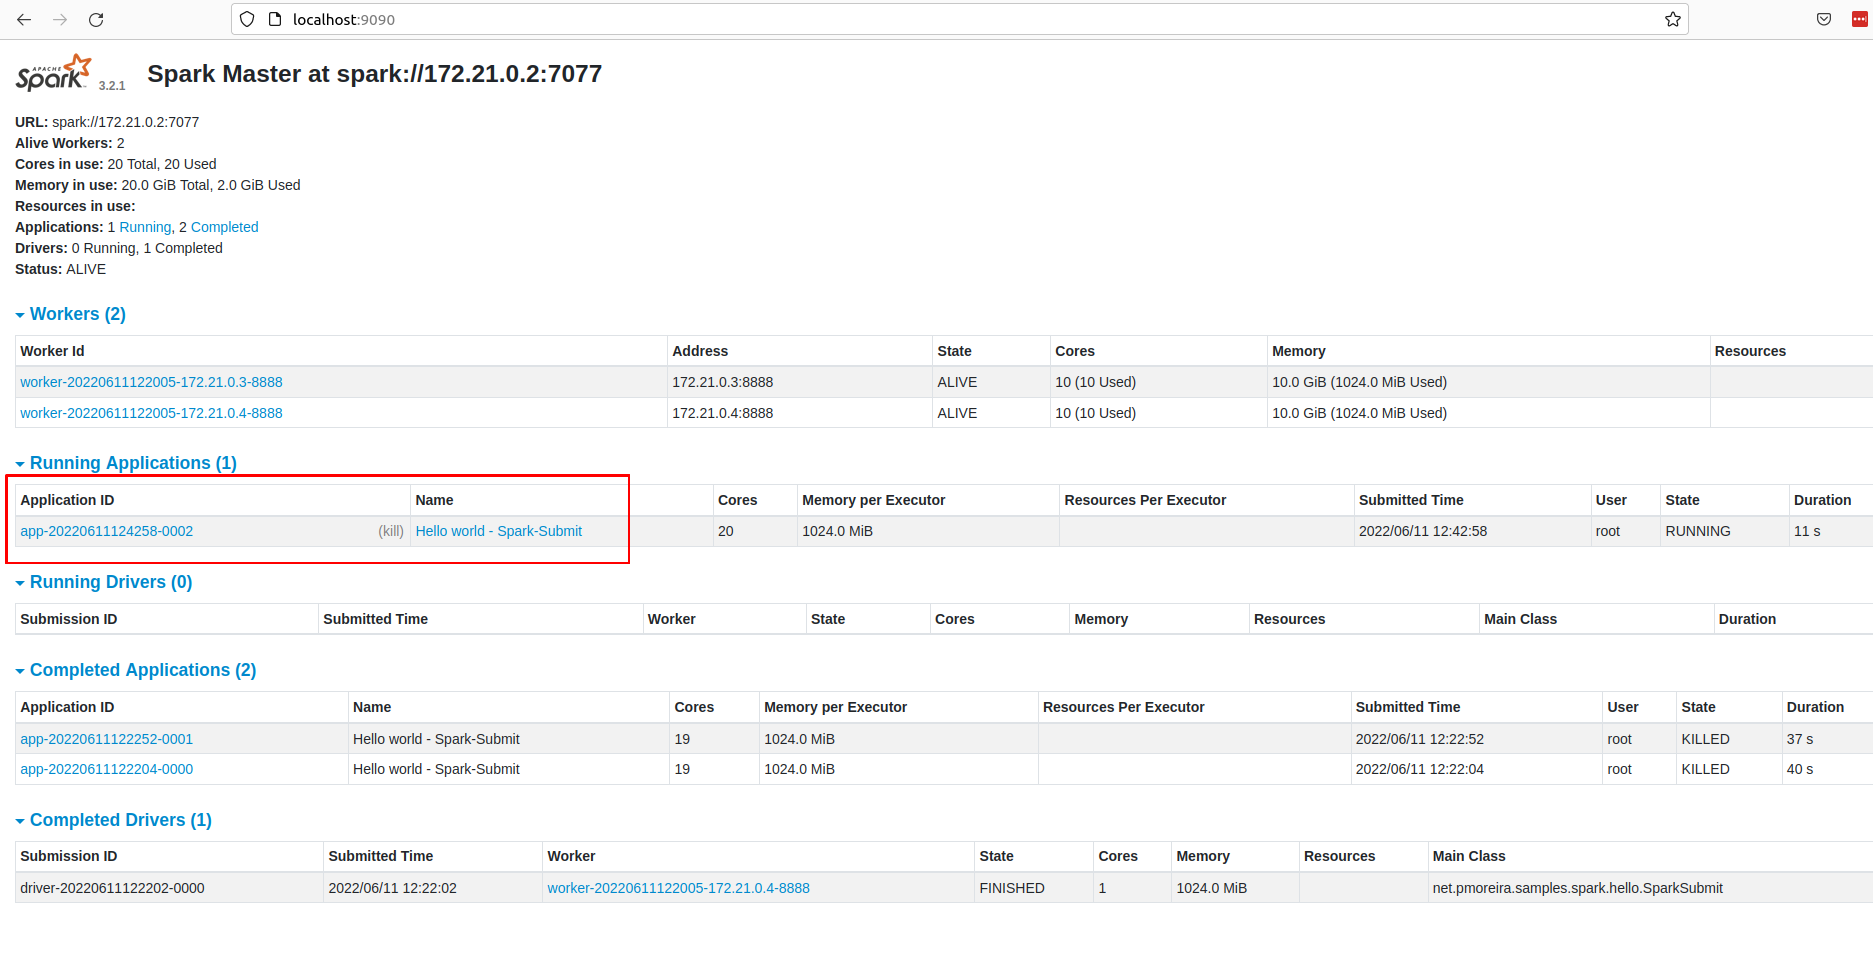 localhost:9090
APACHE
Spark 3.2.1 Spark Master at spark://172.21.0.2:7077
URL: spark://172.21.0.2:7077
Alive Workers: 2
Cores in use: 20 Total, 20 Used
Memory in use: 20.0 GiB Total, 2.0 GiB Used
Resources in use:
Applications: 1 Running, 2 Completed
Drivers: 0 Running, 1 Completed
Status: ALIVE
Workers (2)
Worker Id Address State Cores Memory Resources
worker-20220611122005-172.21.0.3-8888 172.21.0.3:8888 ALIVE 10 (10 Used) 10.0 GiB (1024.0 MiB Used)
worker-20220611122005-172.21.0.4-8888 172.21.0.4:8888 ALIVE 10 (10 Used) 10.0 GiB (1024.0 MiB Used)
Running Applications (1)
Application ID Name Cores Memory per Executor Resources Per Executor Submitted Time User State Duration
app-20220611124258-0002 (kill) Hello world - Spark-Submit 20 1024.0 MiB 2022/06/11 12:42:58 root RUNNING 11 s
Running Drivers (0)
Submission ID Submitted Time Worker State Cores Memory Resources Main Class Duration
Completed Applications (2)
Application ID Name Cores Memory per Executor Resources Per Executor Submitted Time User State Duration
app-20220611122252-0001 Hello world - Spark-Submit 19 1024.0 MiB 2022/06/11 12:22:52 root KILLED 37 s
app-20220611122204-0000 Hello world - Spark-Submit 19 1024.0 MiB 2022/06/11 12:22:04 root KILLED 40 s
Completed Drivers (1)
Submission ID Submitted Time Worker State Cores Memory Resources Main Class
driver-20220611122202-0000 2022/06/11 12:22:02 worker-20220611122005-172.21.0.4-8888 FINISHED 1 1024.0 MiB net.pmoreira.samples.spark.hello.SparkSubmit